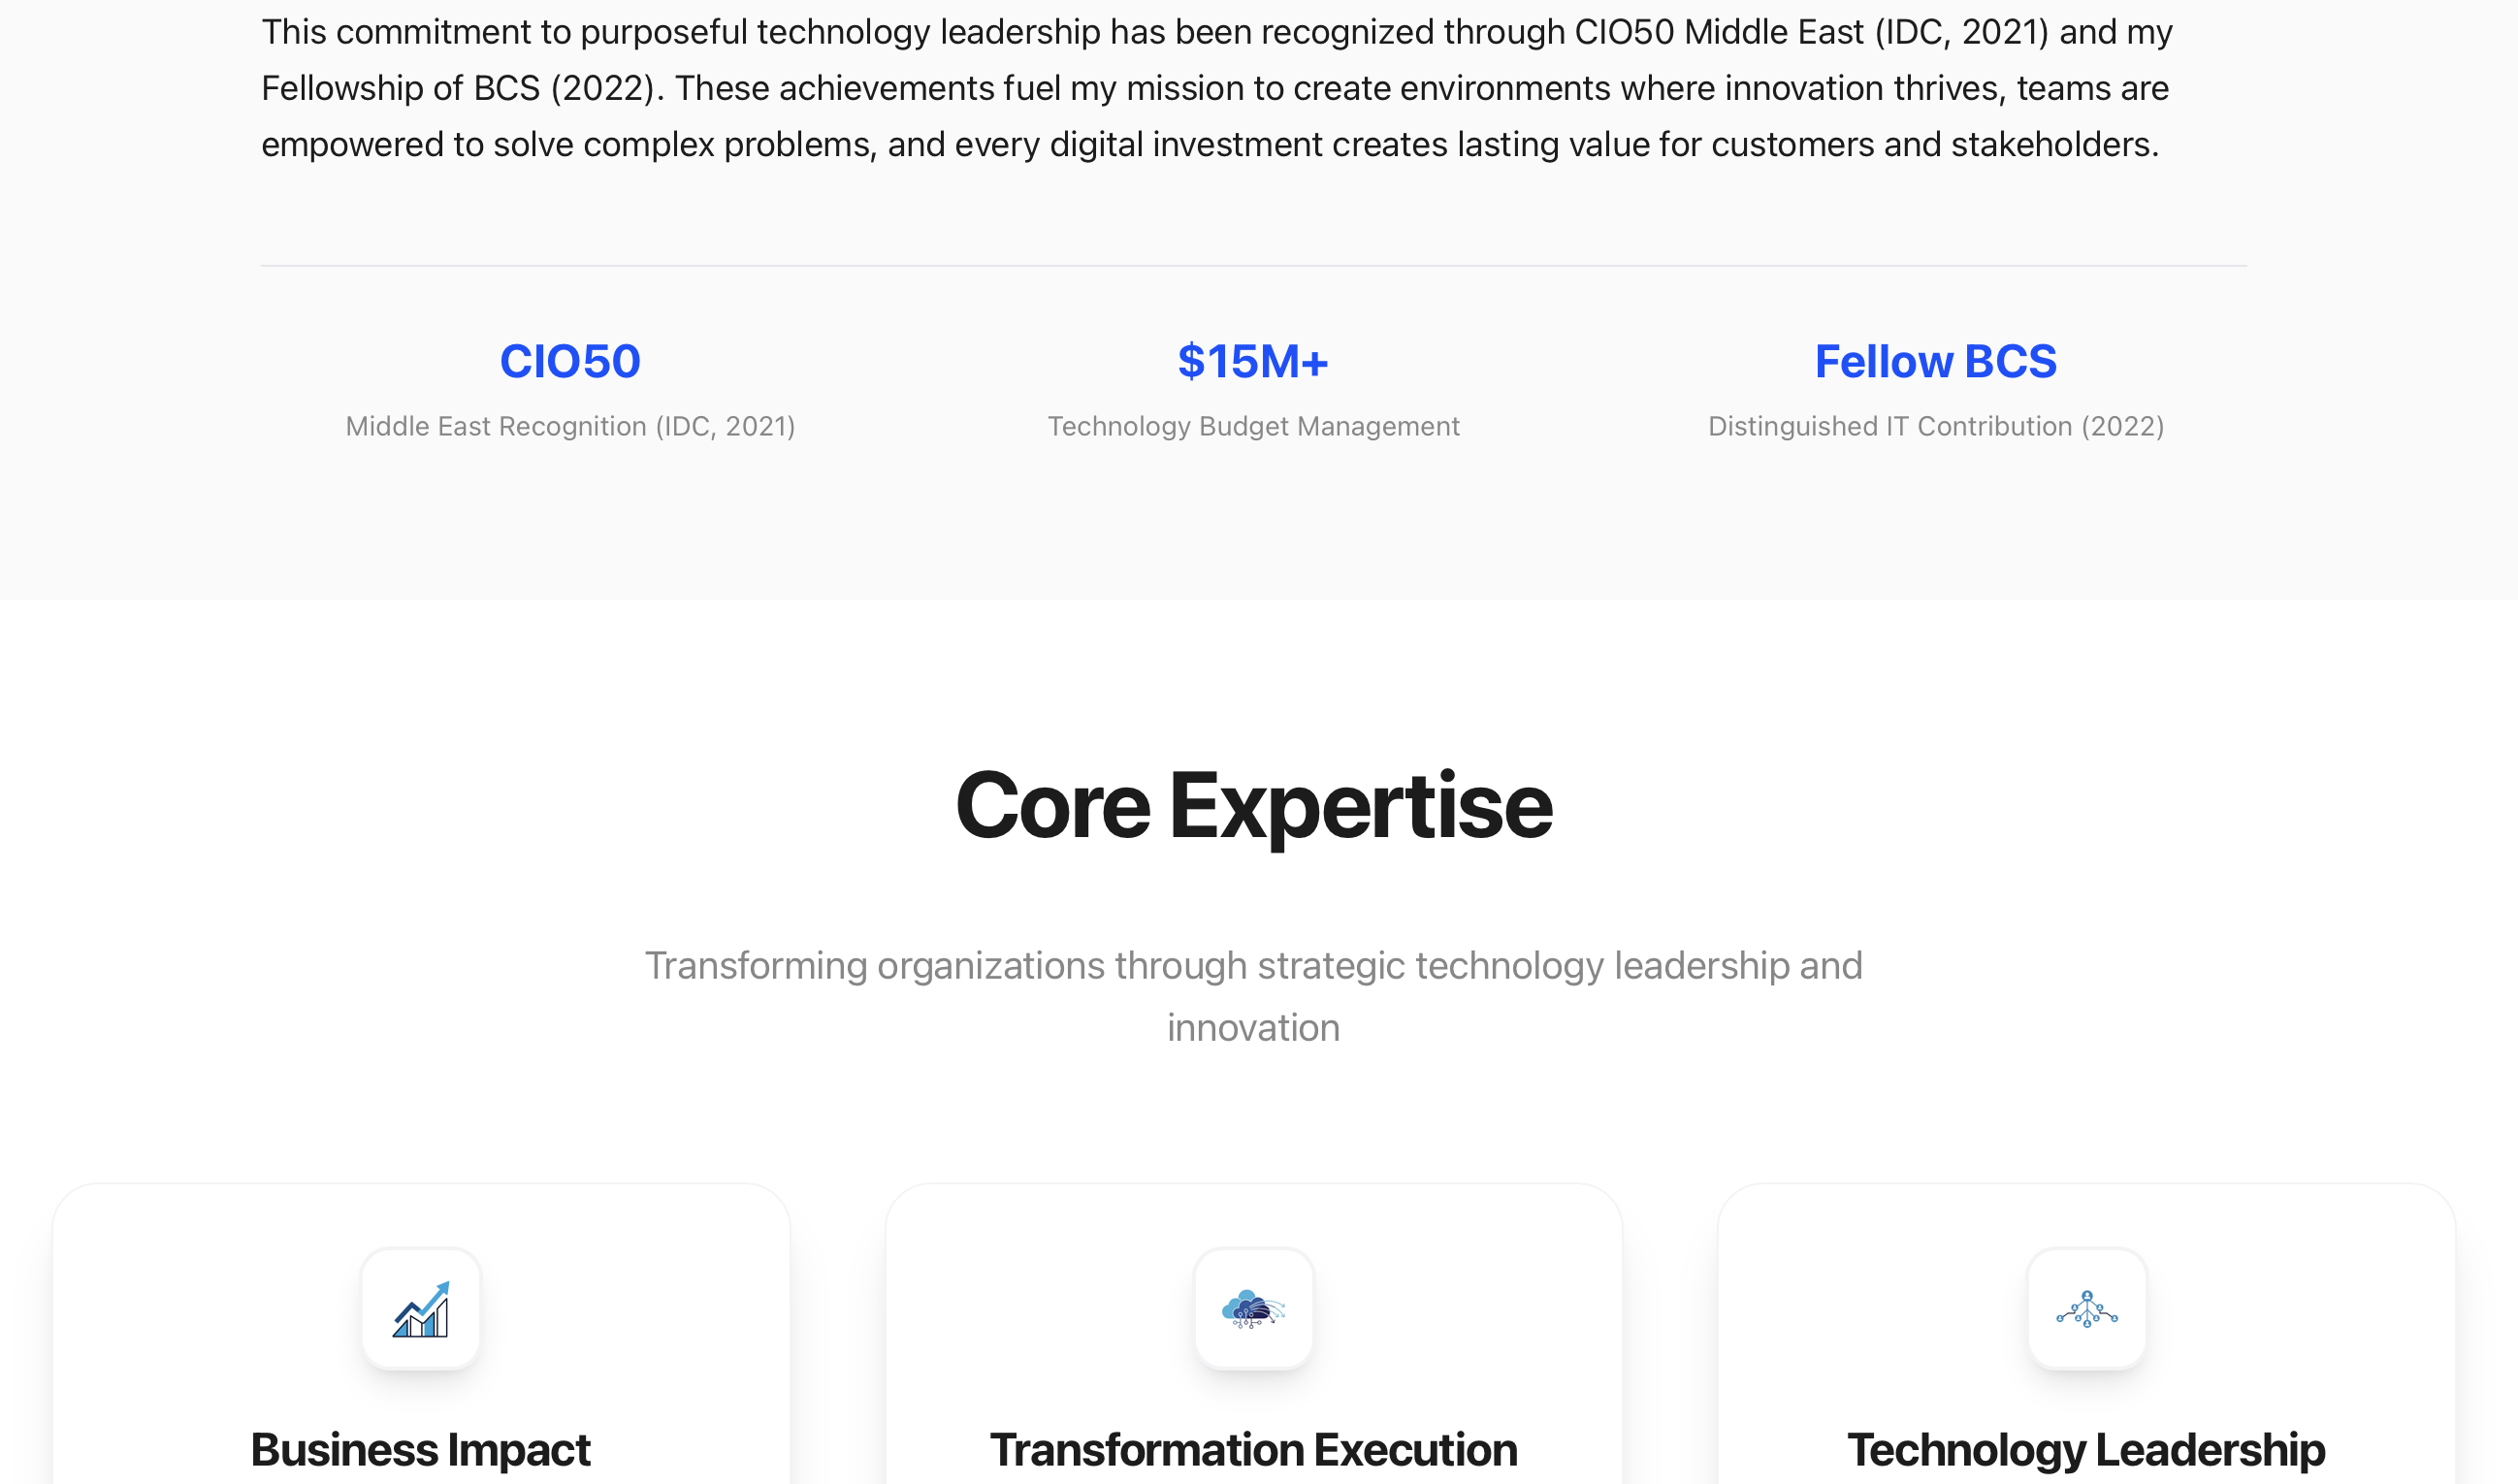 This commitment to purposeful technology leadership has been recognized through CIO50 Middle East (IDC, 2021) and my
Fellowship of BCS (2022). These achievements fuel my mission to create environments where innovation thrives, teams are
empowered to solve complex problems, and every digital investment creates lasting value for customers and stakeholders.
CIO50
Middle East Recognition (IDC, 2021)
$15M+
Technology Budget Management
Fellow BCS
Distinguished IT Contribution (2022)
Core Expertise
Transforming organizations through strategic technology leadership and
innovation
Business Impact
Transformation Execution
Technology Leadership